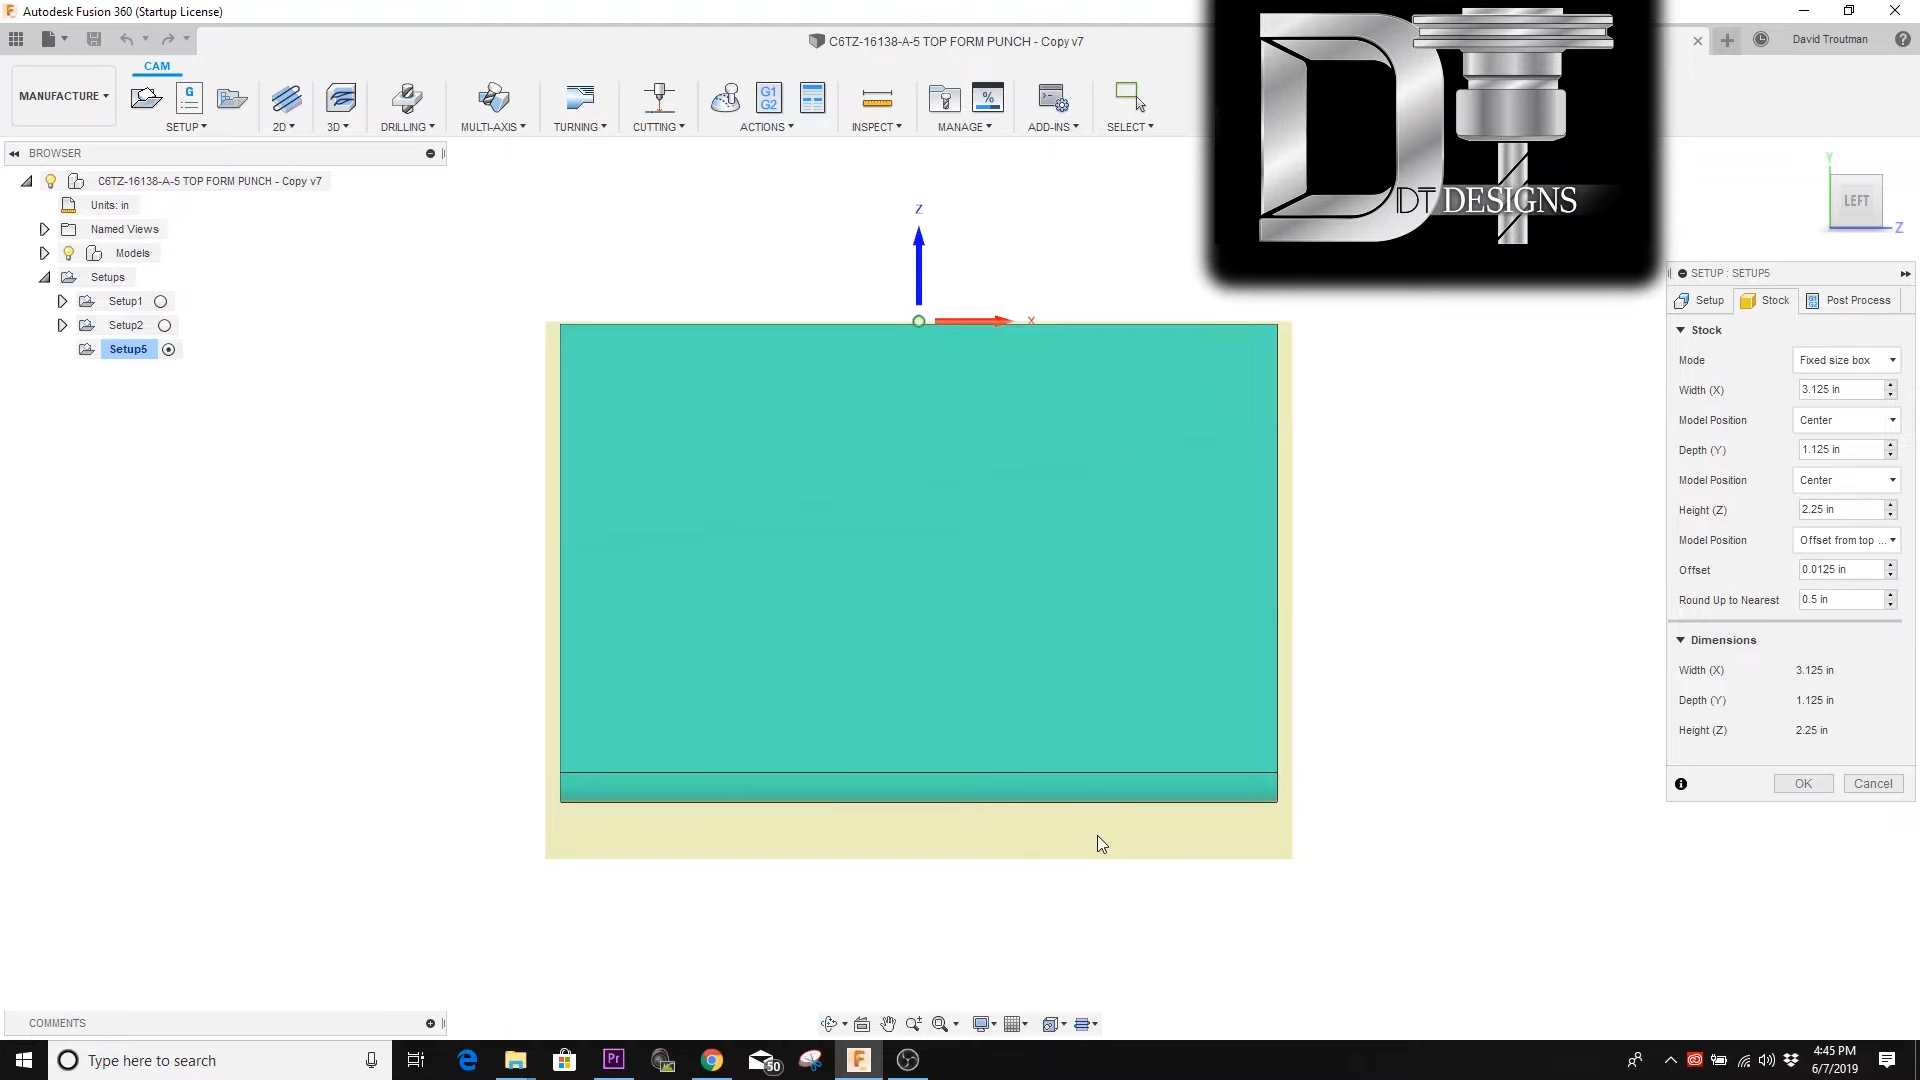 Autodesk Fusion 360 (Startup License)
C6TZ-16138-A-5 TOP FORM PUNCH - Copy v7
David Troutman
CAM
MANUFACTURE
SETUP
2D
3D
DRILLING
MULTI-AXIS
TURNING
CUTTING
ACTIONS
INSPECT
MANAGE
ADD-INS
SELECT
G
G1
G2
%
DT DESIGNS
BROWSER
C6TZ-16138-A-5 TOP FORM PUNCH - Copy v7
Units: in
Named Views
Models
Setups
Setup1
Setup2
Setup5
Z
X
Y
LEFT
Z
SETUP : SETUP5
Setup
Stock
Post Process
Stock
Mode
Fixed size box
Width (X)
3.125 in
Model Position
Center
Depth (Y)
1.125 in
Model Position
Center
Height (Z)
2.25 in
Model Position
Offset from top ...
Offset
0.0125 in
Round Up to Nearest
0.5 in
Dimensions
Width (X)
3.125 in
Depth (Y)
1.125 in
Height (Z)
2.25 in
OK
Cancel
COMMENTS
Type here to search
Pr
50
4:45 PM
6/7/2019